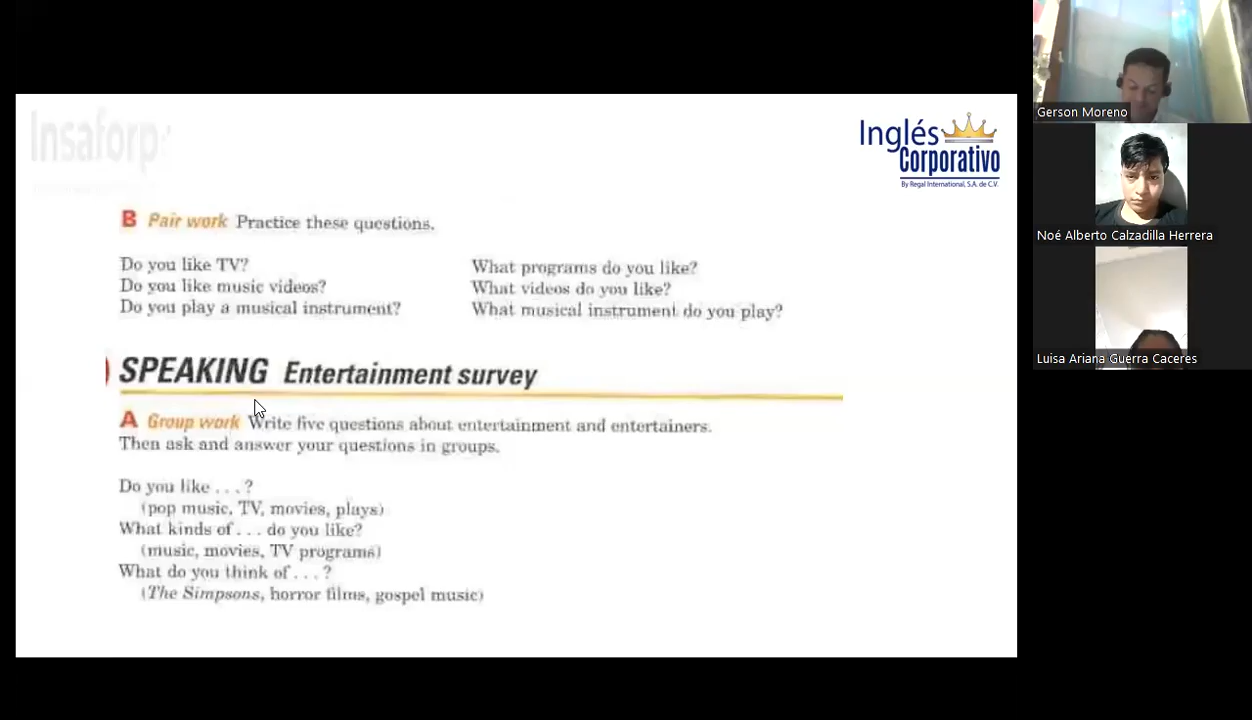 Insaforp
Inglés
Corporativo
By Regal International, S.A. de C.V.
B Pair work Practice these questions.
Do you like TV?
What programs do you like?
Do you like music videos?
What videos do you like?
Do you play a musical instrument?
What musical instrument do you play?
SPEAKING Entertainment survey
A Group work Write five questions about entertainment and entertainers.
Then ask and answer your questions in groups.
Do you like . . . ?
(pop music, TV, movies, plays)
What kinds of . . . do you like?
(music, movies, TV programs)
What do you think of . . . ?
(The Simpsons, horror films, gospel music)
Gerson Moreno
Noé Alberto Calzadilla Herrera
Luisa Ariana Guerra Caceres